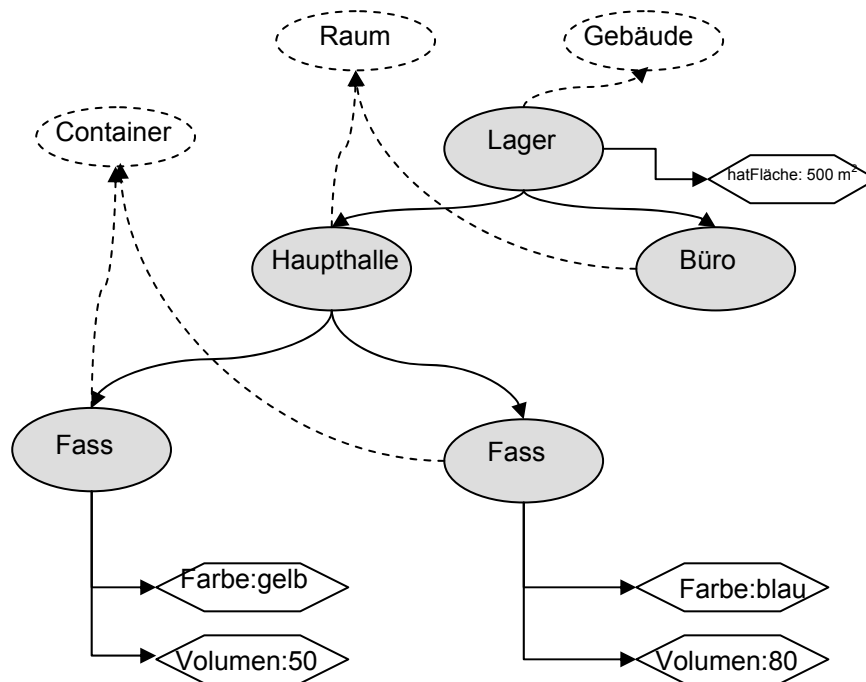 Raum
Gebäude
Container
Lager
hatFläche: 500 m²
Haupthalle
Büro
Fass
Fass
Farbe:gelb
Farbe:blau
Volumen:50
Volumen:80